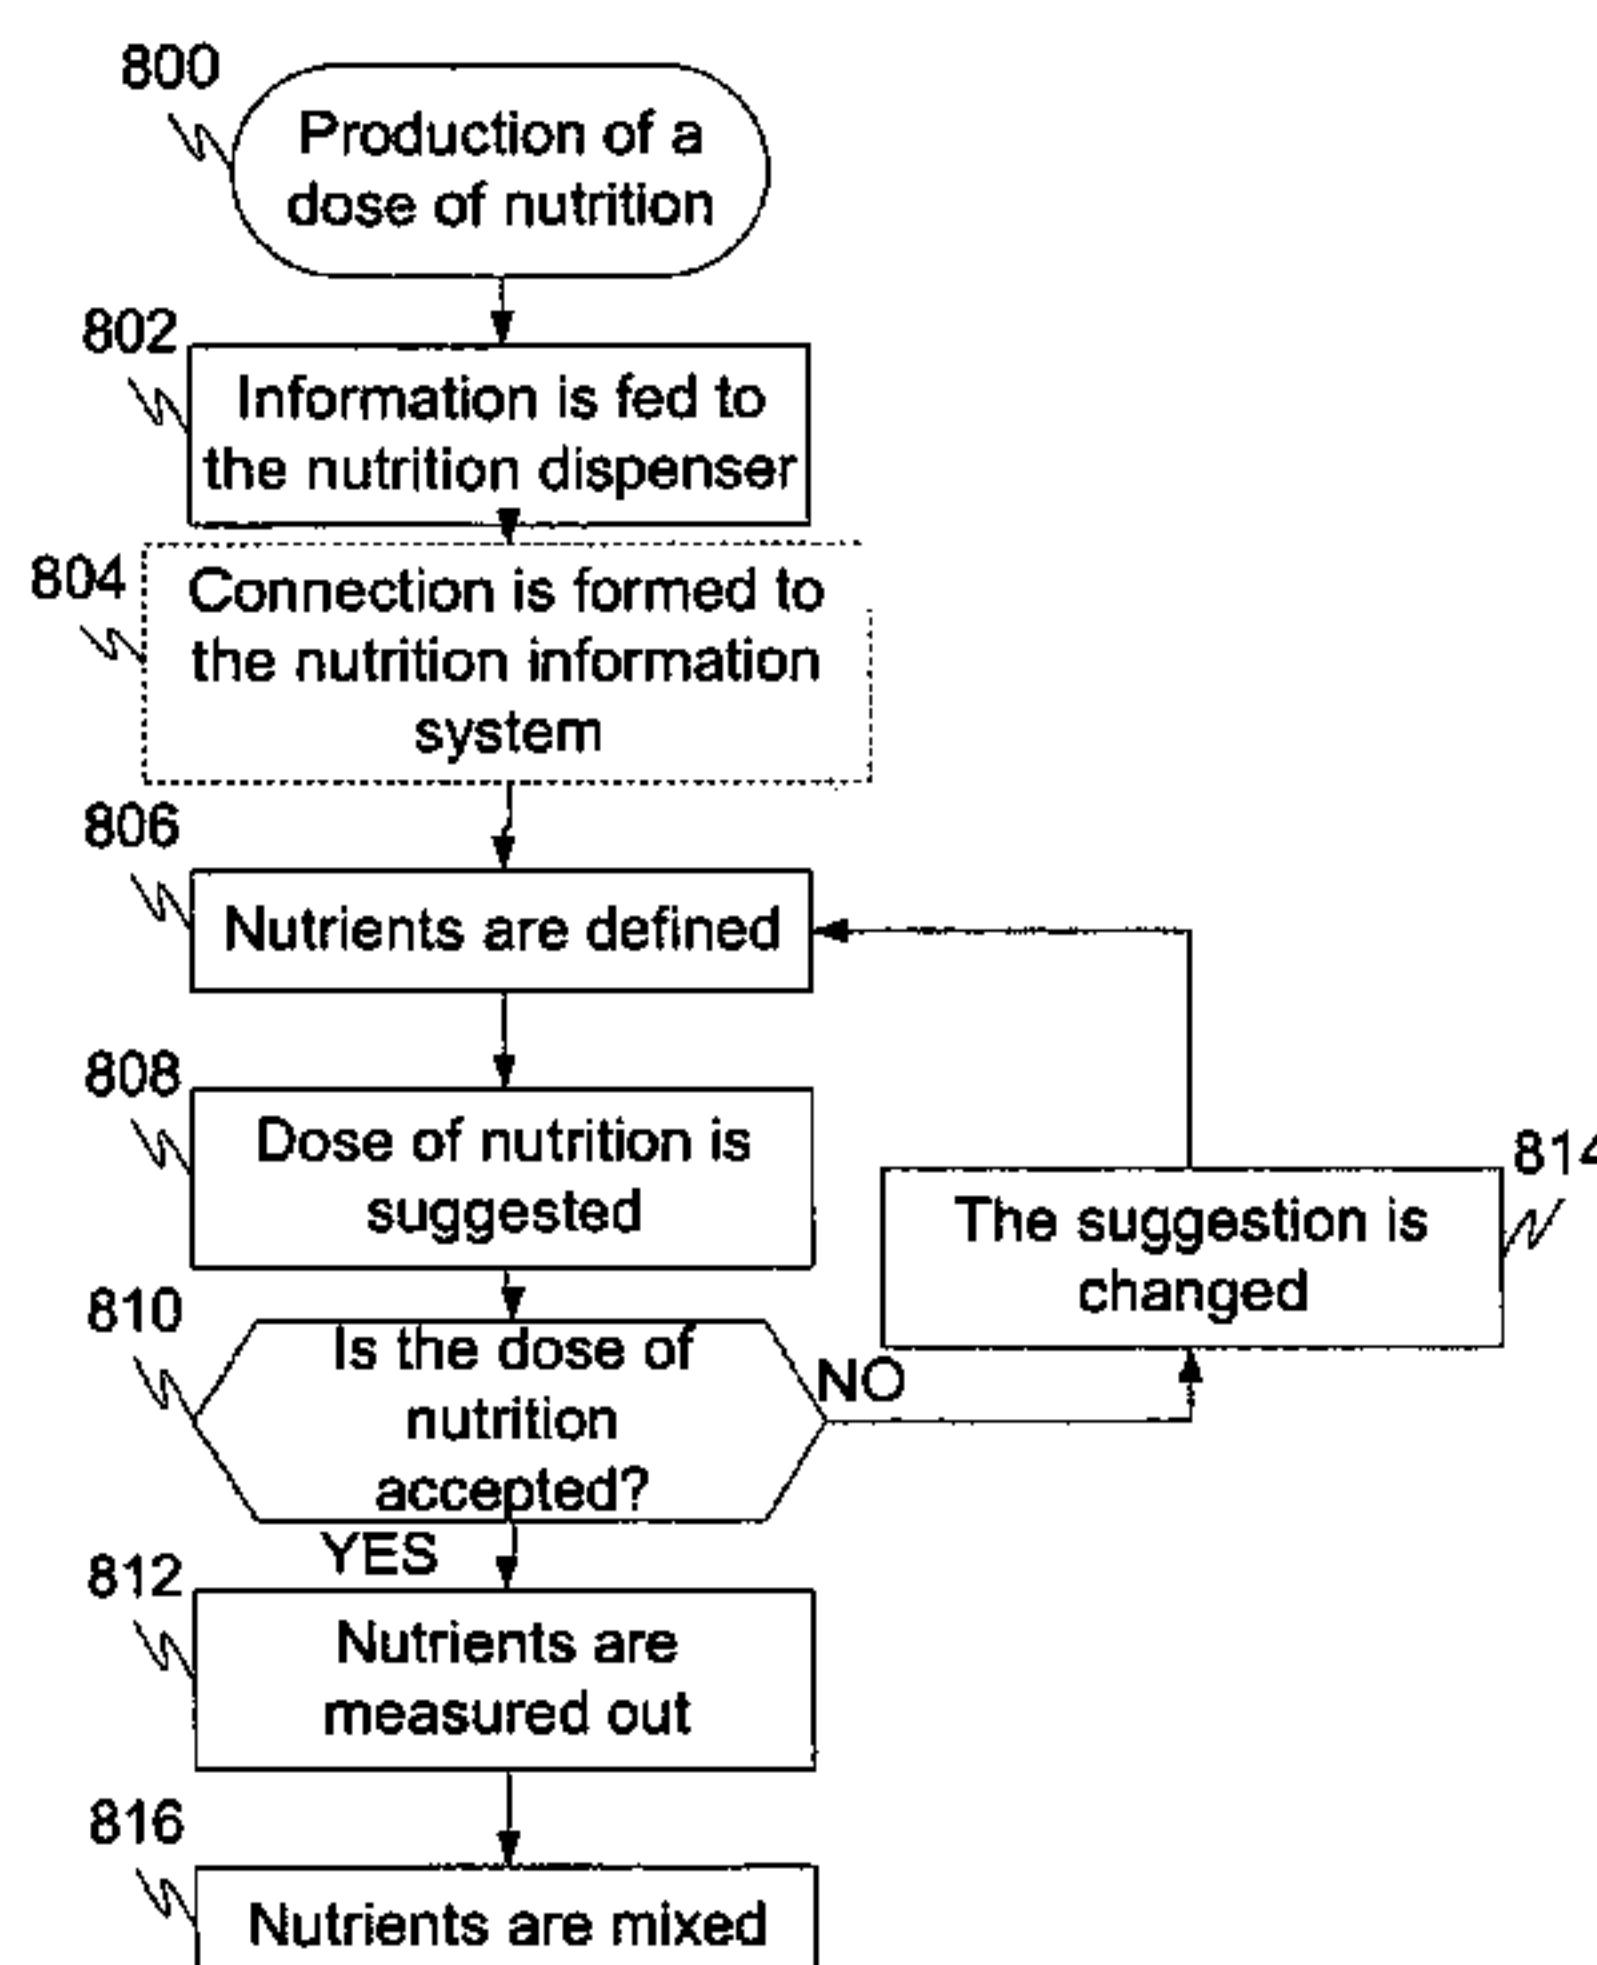 800
Production of a
dose of nutrition
802
Information is fed to
the nutrition dispenser
804
Connection is formed to
the nutrition information
system
806
Nutrients are defined
808
Dose of nutrition is
suggested
814
The suggestion is
changed
810
Is the dose of
nutrition
accepted?
NO
YES
812
Nutrients are
measured out
816
Nutrients are mixed